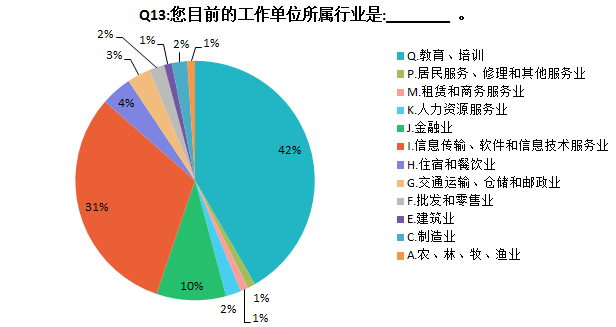 Q13:您目前的工作单位所属行业是:________ 。
2%
1%
2%
1%
3%
4%
42%
31%
10%
2%
1%
1%
Q.教育、培训
P.居民服务、修理和其他服务业
M.租赁和商务服务业
K.人力资源服务业
J.金融业
I.信息传输、软件和信息技术服务业
H.住宿和餐饮业
G.交通运输、仓储和邮政业
F.批发和零售业
E.建筑业
C.制造业
A.农、林、牧、渔业